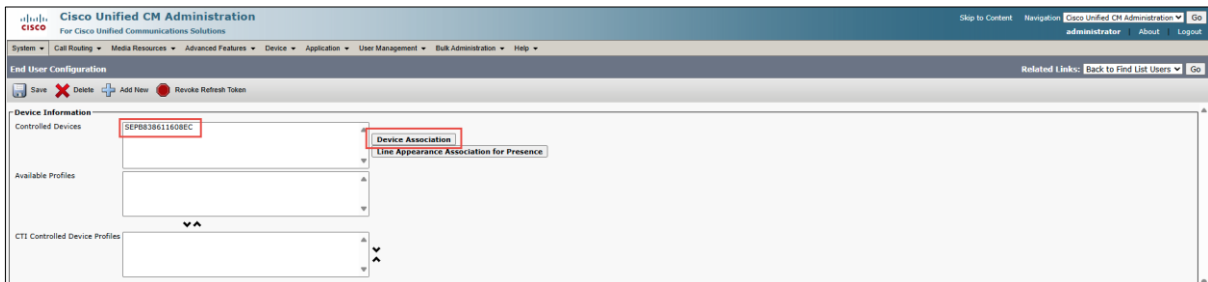 cisco
Cisco Unified CM Administration
For Cisco Unified Communications Solutions
Skip to Content Navigation Cisco Unified CM Administration Go
administrator | About | Logout
System Call Routing Media Resources Advanced Features Device Application User Management Bulk Administration Help
End User Configuration
Related Links: Back to Find List Users Go
Save Delete Add New Revoke Refresh Token
Device Information
Controlled Devices SEPB838611608EC
Device Association
Line Appearance Association for Presence
Available Profiles
CTI Controlled Device Profiles